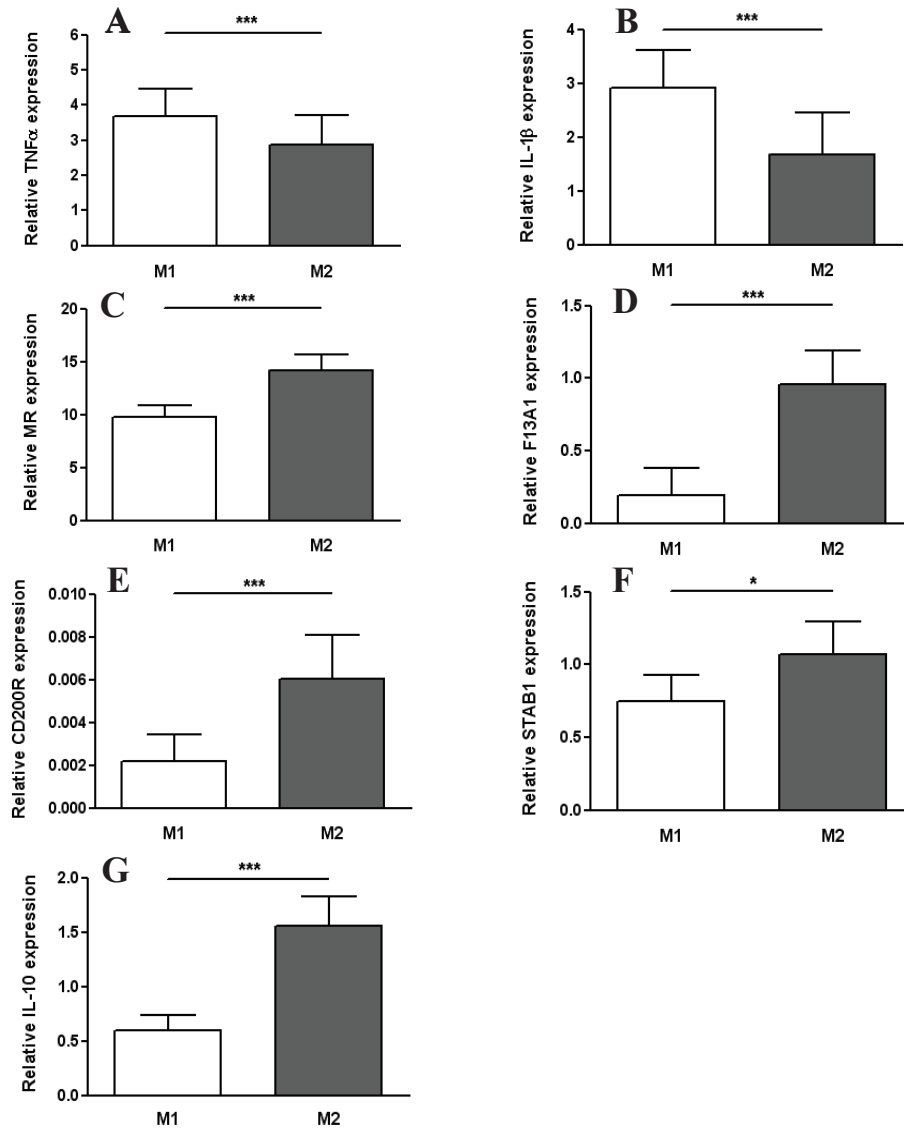 A
***
Relative TNFα expression
6
5
4
3
2
1
0
M1 M2
B
***
Relative IL-1β expression
4
3
2
1
0
M1 M2
C
***
Relative MR expression
20
15
10
5
0
M1 M2
D
***
Relative F13A1 expression
1.5
1.0
0.5
0.0
M1 M2
E
***
Relative CD200R expression
0.010
0.008
0.006
0.004
0.002
0.000
M1 M2
F
*
Relative STAB1 expression
1.5
1.0
0.5
0.0
M1 M2
G
***
Relative IL-10 expression
2.0
1.5
1.0
0.5
0.0
M1 M2